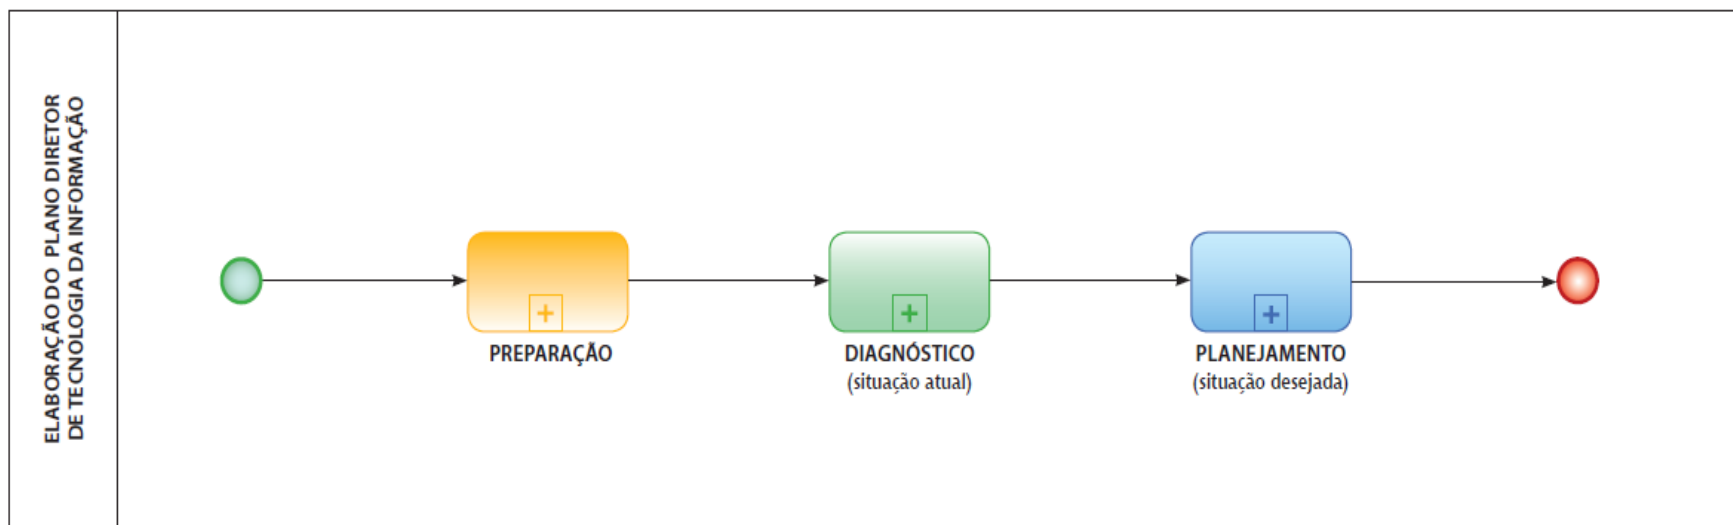 ELABORAÇÃO DO PLANO DIRETOR
DE TECNOLOGIA DA INFORMAÇÃO
PREPARAÇÃO
DIAGNÓSTICO
(situação atual)
PLANEJAMENTO
(situação desejada)